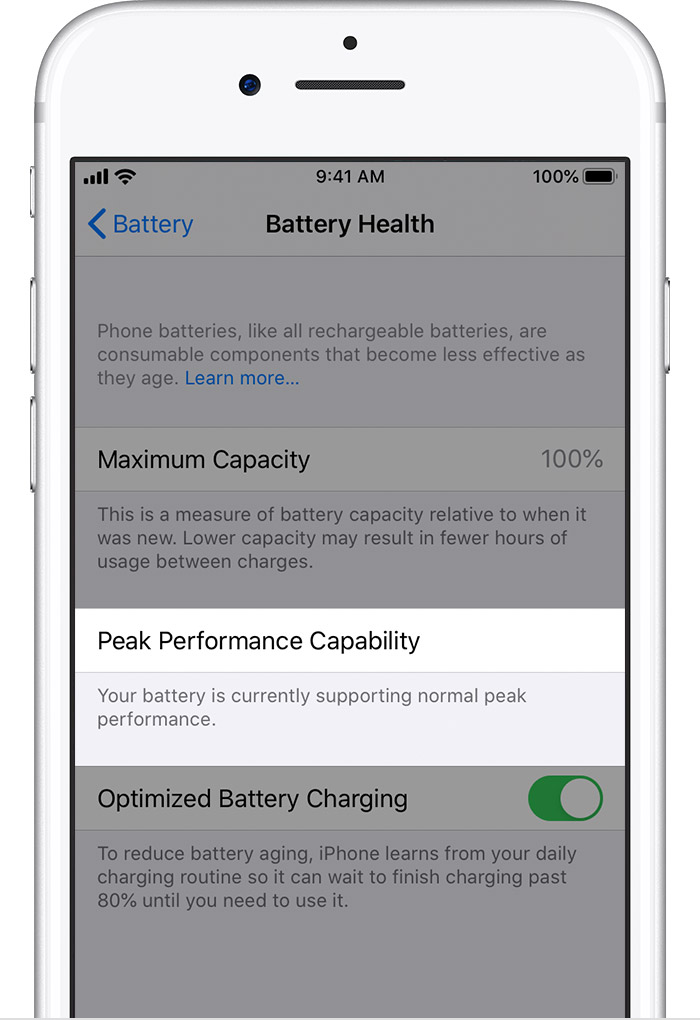 9:41 AM 100%
Battery Battery Health
Phone batteries, like all rechargeable batteries, are
consumable components that become less effective as
they age. Learn more...
Maximum Capacity 100%
This is a measure of battery capacity relative to when it
was new. Lower capacity may result in fewer hours of
usage between charges.
Peak Performance Capability
Your battery is currently supporting normal peak
performance.
Optimized Battery Charging
To reduce battery aging, iPhone learns from your daily
charging routine so it can wait to finish charging past
80% until you need to use it.